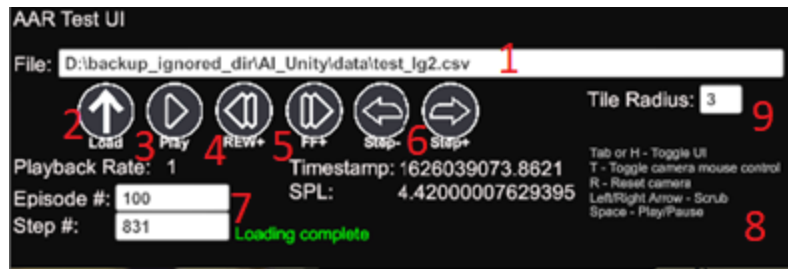 AAR Test UI
File: D:\backup_ignored_dir\AI_Unity\data\test_lg2.csv 1
2 Load 3 Play 4 REW+ 5 FF+ Step- 6 Step+
Tile Radius: 3 9
Playback Rate: 1 Timestamp: 1626039073.8621
Episode #: 100 7 SPL: 4.42000007629395
Step #: 831 Loading complete
Tab or H - Toggle UI
T - Toggle camera mouse control
R - Reset camera
Left/Right Arrow - Scrub
Space - Play/Pause
8